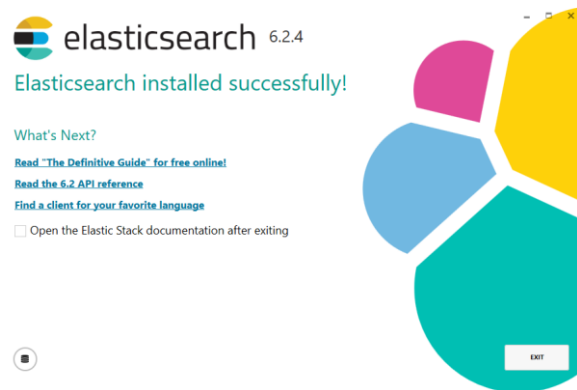 elasticsearch 6.2.4
Elasticsearch installed successfully!
What's Next?
Read "The Definitive Guide" for free online!
Read the 6.2 API reference
Find a client for your favorite language
Open the Elastic Stack documentation after exiting
EXIT